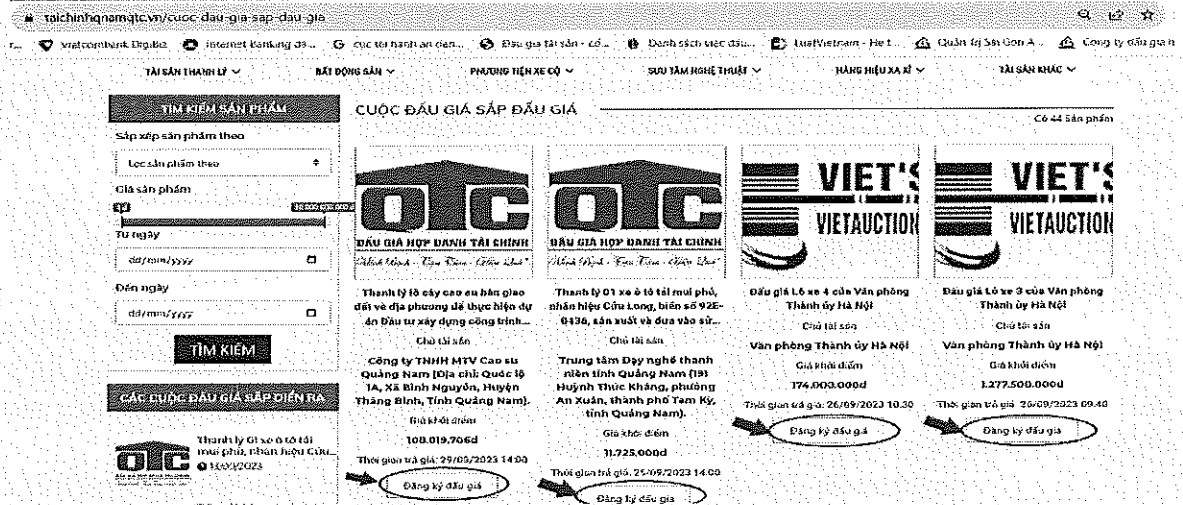 taichinhqnamqtc.vn/cuoc-dau-gia-sap-dau-gia
Vietcombank DigiBiz
Internet Banking dà...
Đấu giá tài sản - cổ...
Danh sách việc đấu...
LuatVietnam - Hệ t...
Quản trị Sài Gòn A...
Công ty đấu giá h
TÀI SẢN THANH LÝ
BẤT ĐỘNG SẢN
PHƯƠNG TIỆN XE CỘ
SƯU TẦM NGHỆ THUẬT
HÀNG HIỆU XA XỈ
TÀI SẢN KHÁC
TÌM KIẾM SẢN PHẨM
Sắp xếp sản phẩm theo
Lọc sản phẩm theo
Giá sản phẩm
Từ ngày
dd/mm/yyyy
Đến ngày
dd/mm/yyyy
TÌM KIẾM
CÁC CUỘC ĐẤU GIÁ SẮP DIỄN RA
Thanh lý 01 xe ô tô tải
mui phủ, nhãn hiệu Cửu...
CUỘC ĐẤU GIÁ SẮP ĐẤU GIÁ
Có 44 Sản phẩm
QTC
ĐẤU GIÁ HỢP DANH TÀI CHÍNH
Thanh lý lô cây cao su bàn giao
đất về địa phương để thực hiện dự
án Đầu tư xây dựng công trình...
Chủ tài sản
Công ty TNHH MTV Cao su
Quảng Nam (Địa chỉ: Quốc lộ
1A, Xã Bình Nguyên, Huyện
Thăng Bình, Tỉnh Quảng Nam).
Giá khởi điểm
108.019.706đ
Thời gian trả giá: 29/09/2023 14:00
Đăng ký đấu giá
QTC
ĐẤU GIÁ HỢP DANH TÀI CHÍNH
Thanh lý 01 xe ô tô tải mui phủ,
nhãn hiệu Cửu Long, biển số 92E-
0436, sản xuất và đưa vào sử...
Chủ tài sản
Trung tâm Dạy nghề thanh
niên tỉnh Quảng Nam (191
Huỳnh Thúc Kháng, phường
An Xuân, thành phố Tam Kỳ,
tỉnh Quảng Nam).
Giá khởi điểm
31.725.000đ
Thời gian trả giá: 25/09/2023 14:00
Đăng ký đấu giá
VIET'S
VIETAUCTION
Đấu giá Lô xe 4 của Văn phòng
Thành ủy Hà Nội
Chủ tài sản
Văn phòng Thành ủy Hà Nội
Giá khởi điểm
174.000.000đ
Thời gian trả giá: 26/09/2023 10:30
Đăng ký đấu giá
VIET'S
VIETAUCTION
Đấu giá Lô xe 3 của Văn phòng
Thành ủy Hà Nội
Chủ tài sản
Văn phòng Thành ủy Hà Nội
Giá khởi điểm
1.277.500.000đ
Thời gian trả giá: 26/09/2023 09:40
Đăng ký đấu giá